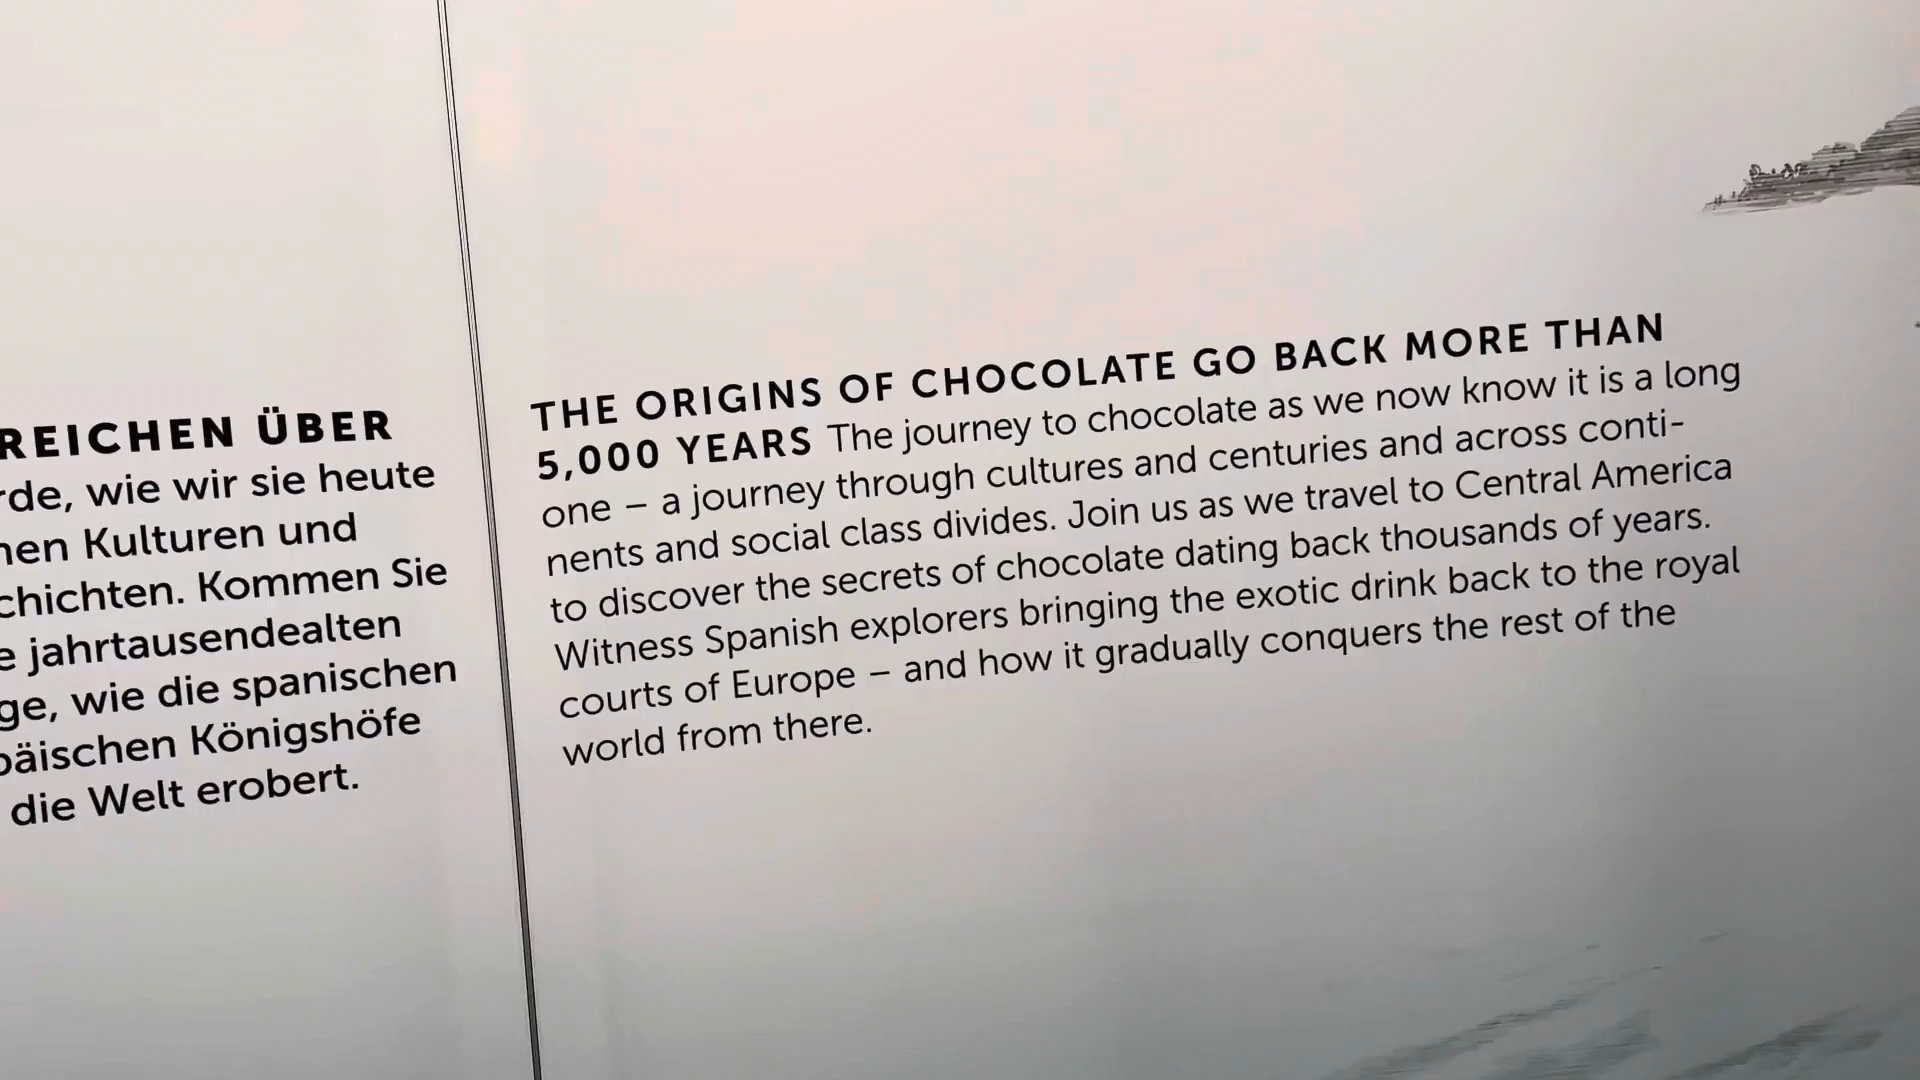 REICHEN ÜBER
wie wir sie heute
Kulturen und
Kommen Sie
jahrtausendealten
wie die spanischen
Königshöfe
die Welt erobert.
THE ORIGINS OF CHOCOLATE GO BACK MORE THAN
5,000 YEARS The journey to chocolate as we now know it is a long
one – a journey through cultures and centuries and across conti-
nents and social class divides. Join us as we travel to Central America
to discover the secrets of chocolate dating back thousands of years.
Witness Spanish explorers bringing the exotic drink back to the royal
courts of Europe – and how it gradually conquers the rest of the
world from there.